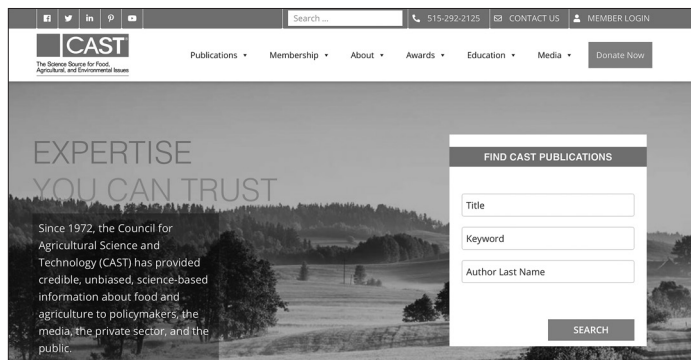 Search ...
515-292-2125
CONTACT US
MEMBER LOGIN
CAST
The Science Source for Food,
Agricultural, and Environmental Issues
Publications
Membership
About
Awards
Education
Media
Donate Now
EXPERTISE
YOU CAN TRUST
Since 1972, the Council for
Agricultural Science and
Technology (CAST) has provided
credible, unbiased, science-based
information about food and
agriculture to policymakers, the
media, the private sector, and the
public.
FIND CAST PUBLICATIONS
Title
Keyword
Author Last Name
SEARCH